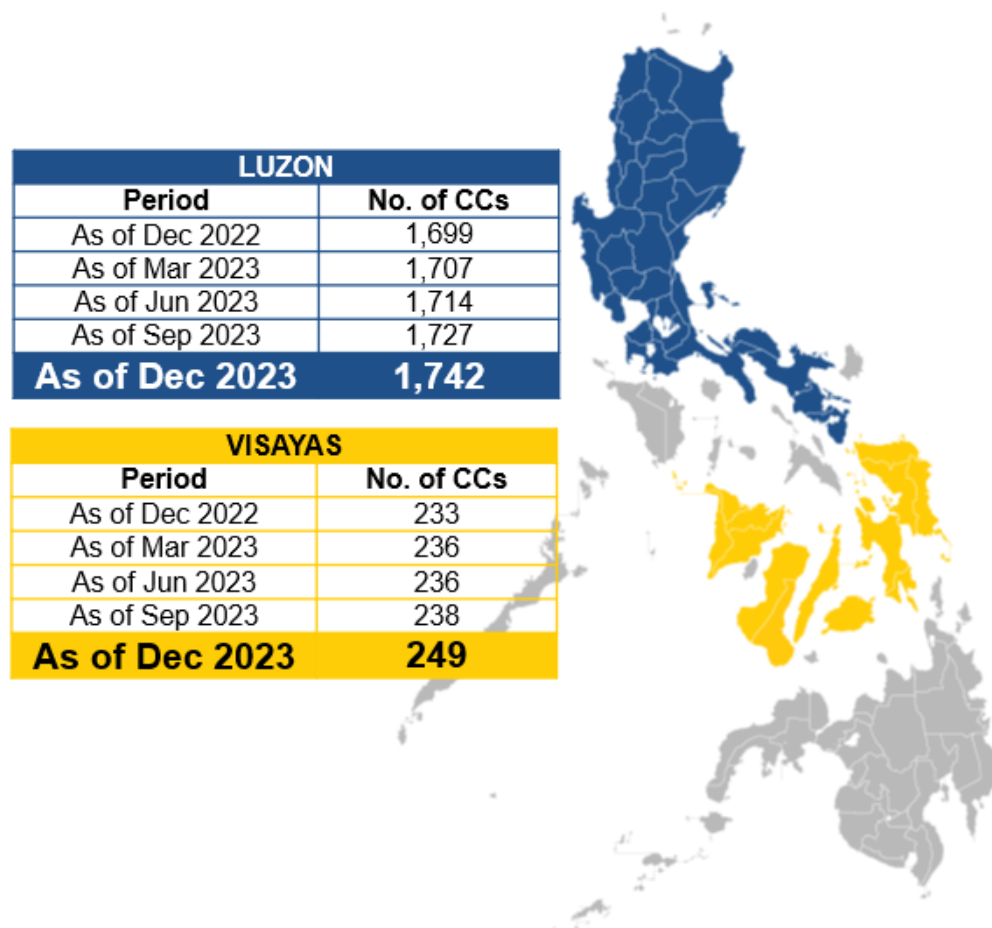 LUZON
Period No. of CCs
As of Dec 2022 1,699
As of Mar 2023 1,707
As of Jun 2023 1,714
As of Sep 2023 1,727
As of Dec 2023 1,742
VISAYAS
Period No. of CCs
As of Dec 2022 233
As of Mar 2023 236
As of Jun 2023 236
As of Sep 2023 238
As of Dec 2023 249